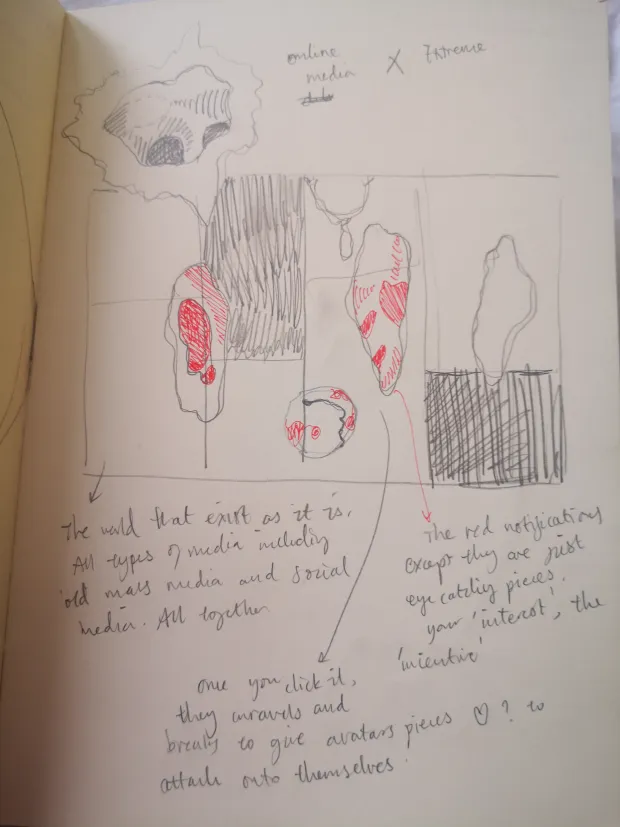 online
media X Extreme
The world that exist as it is.
All types of media including
old mass media and social
media. All together
The red notifications
except they are just
eye catching pieces.
your 'interest', the
'incentive'
once you click it,
they unravels and
breaks to give avatars pieces ♡? to
attach onto themselves.